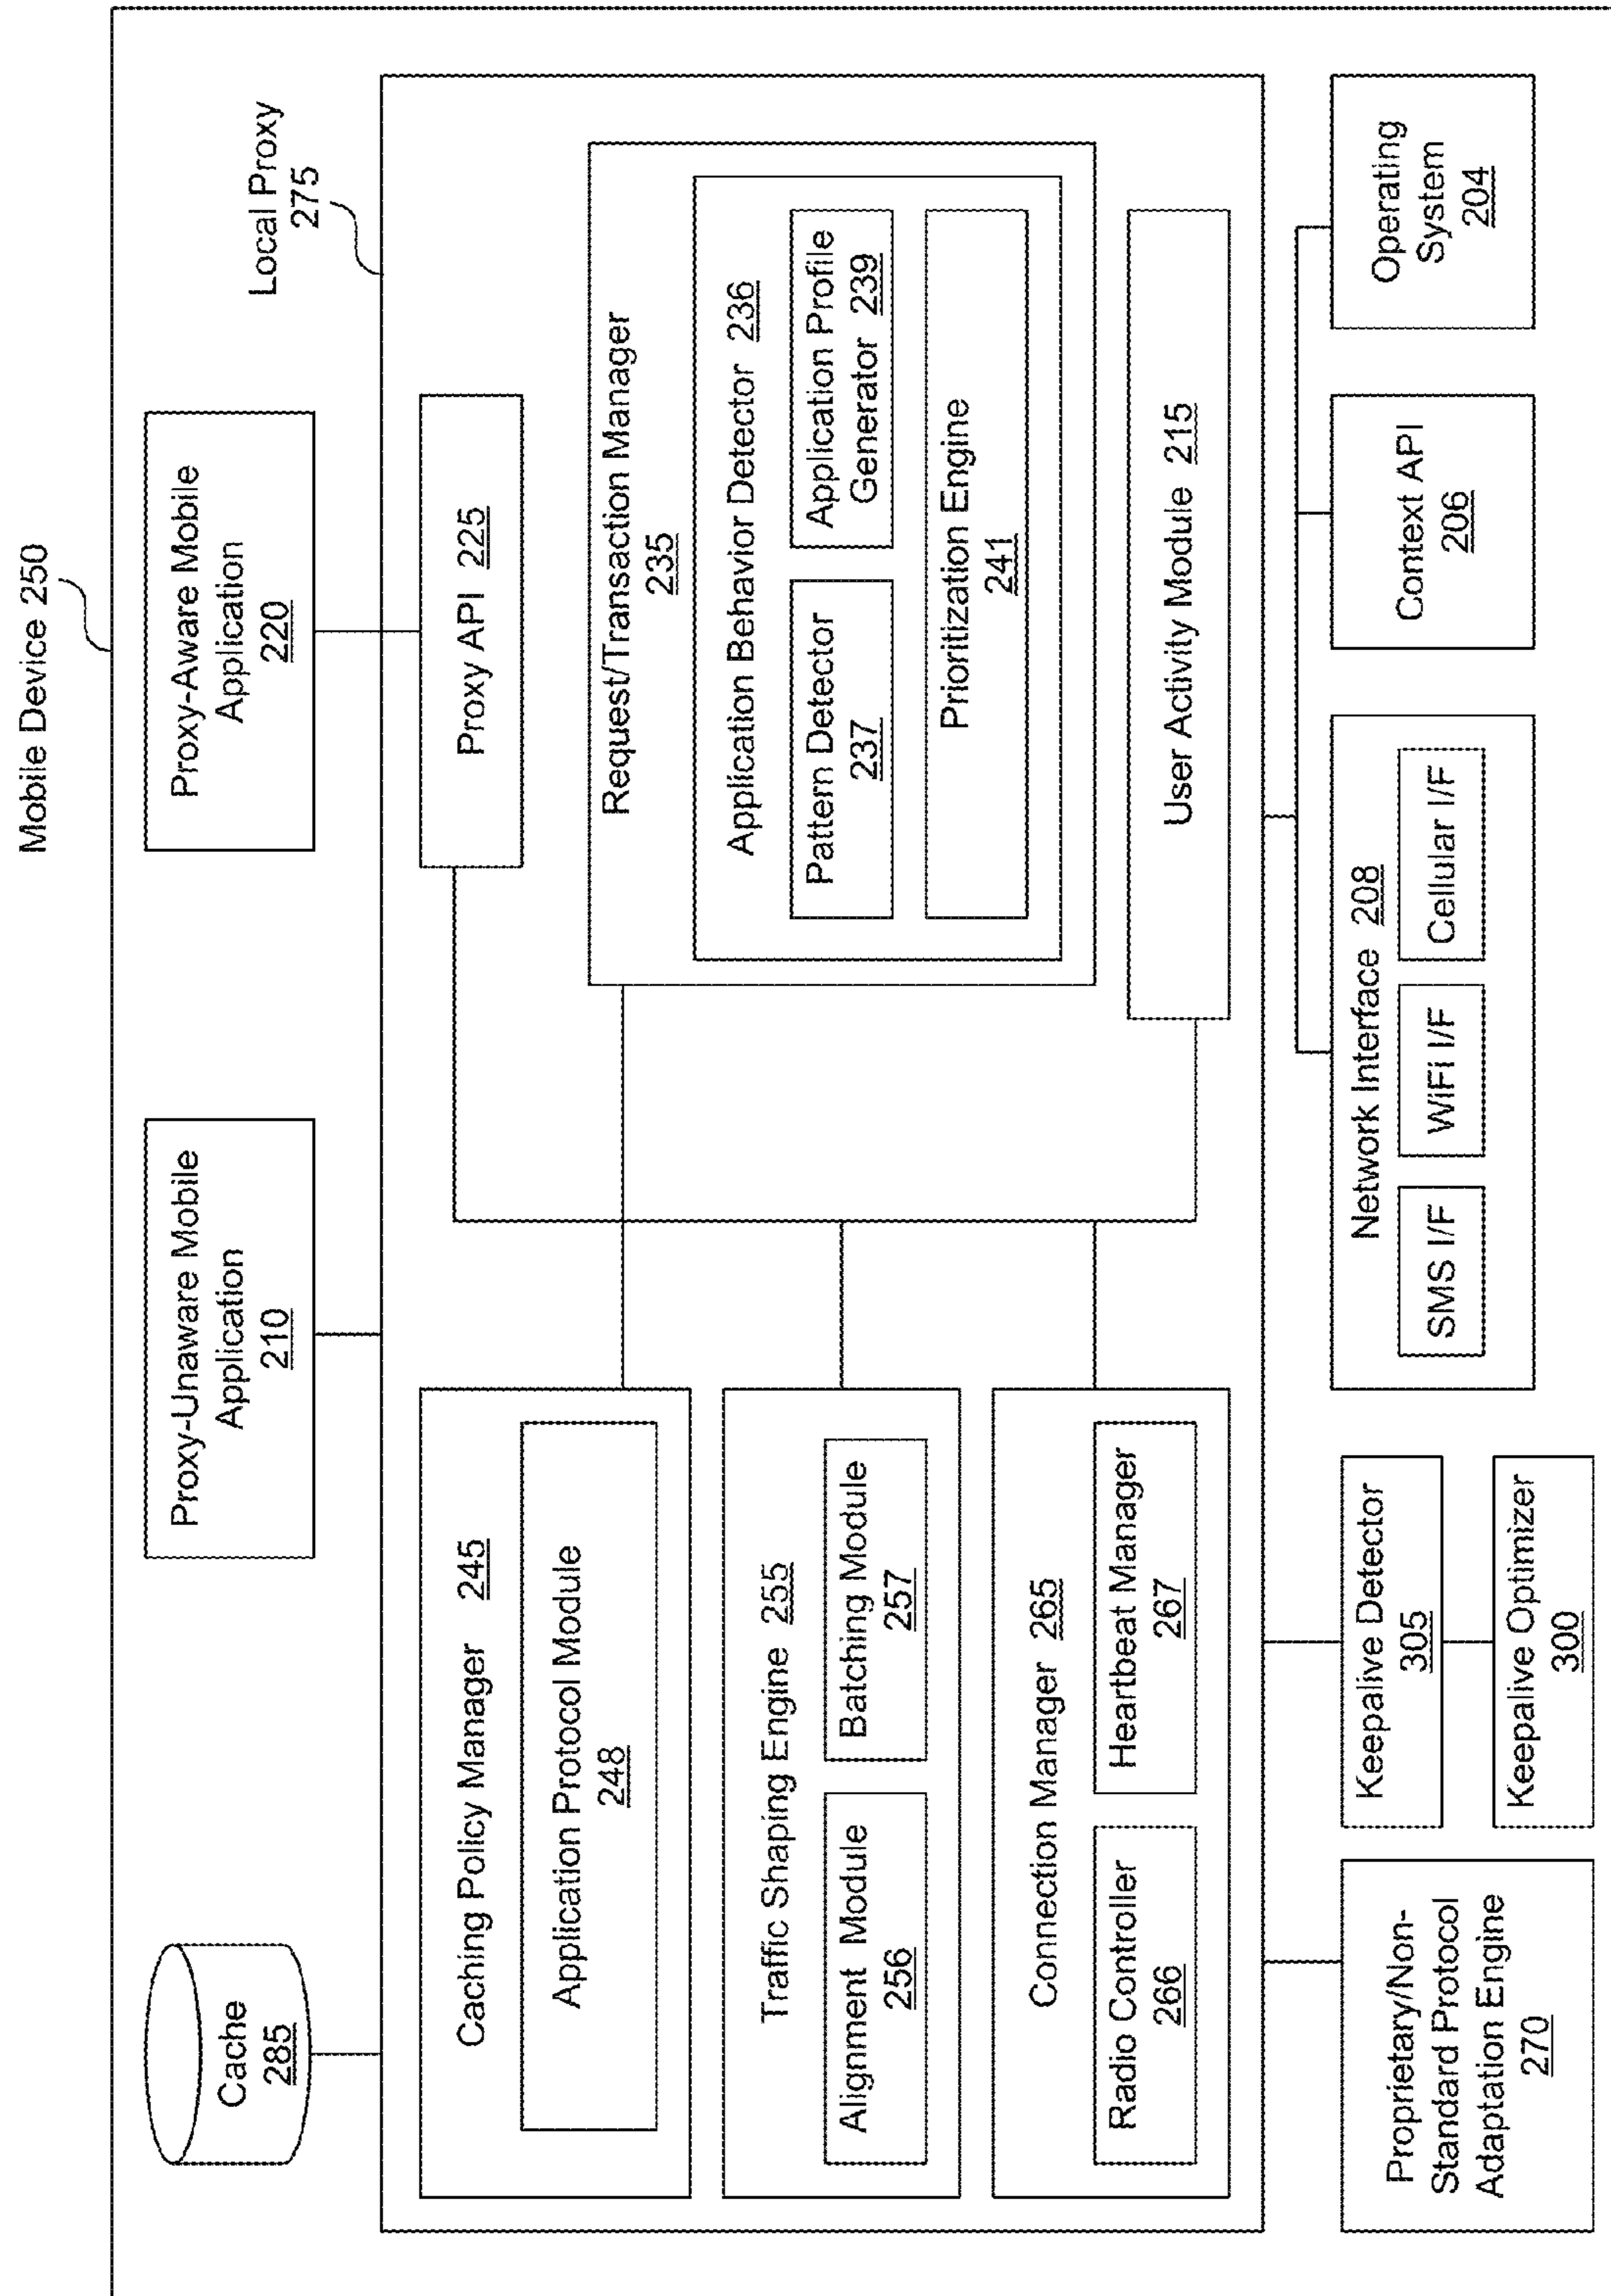 Mobile Device 250
Cache
285
Proxy-Unaware Mobile
Application
210
Proxy-Aware Mobile
Application
220
Local Proxy
275
Caching Policy Manager 245
Application Protocol Module
248
Proxy API 225
Traffic Shaping Engine 255
Alignment Module
256
Batching Module
257
Request/Transaction Manager
235
Application Behavior Detector 236
Pattern Detector
237
Application Profile
Generator 239
Prioritization Engine
241
Connection Manager 265
Radio Controller
266
Heartbeat Manager
267
User Activity Module 215
Proprietary/Non-
Standard Protocol
Adaptation Engine
270
Keepalive Detector
305
Keepalive Optimizer
300
Network Interface 208
SMS I/F
WiFi I/F
Cellular I/F
Context API
206
Operating
System
204